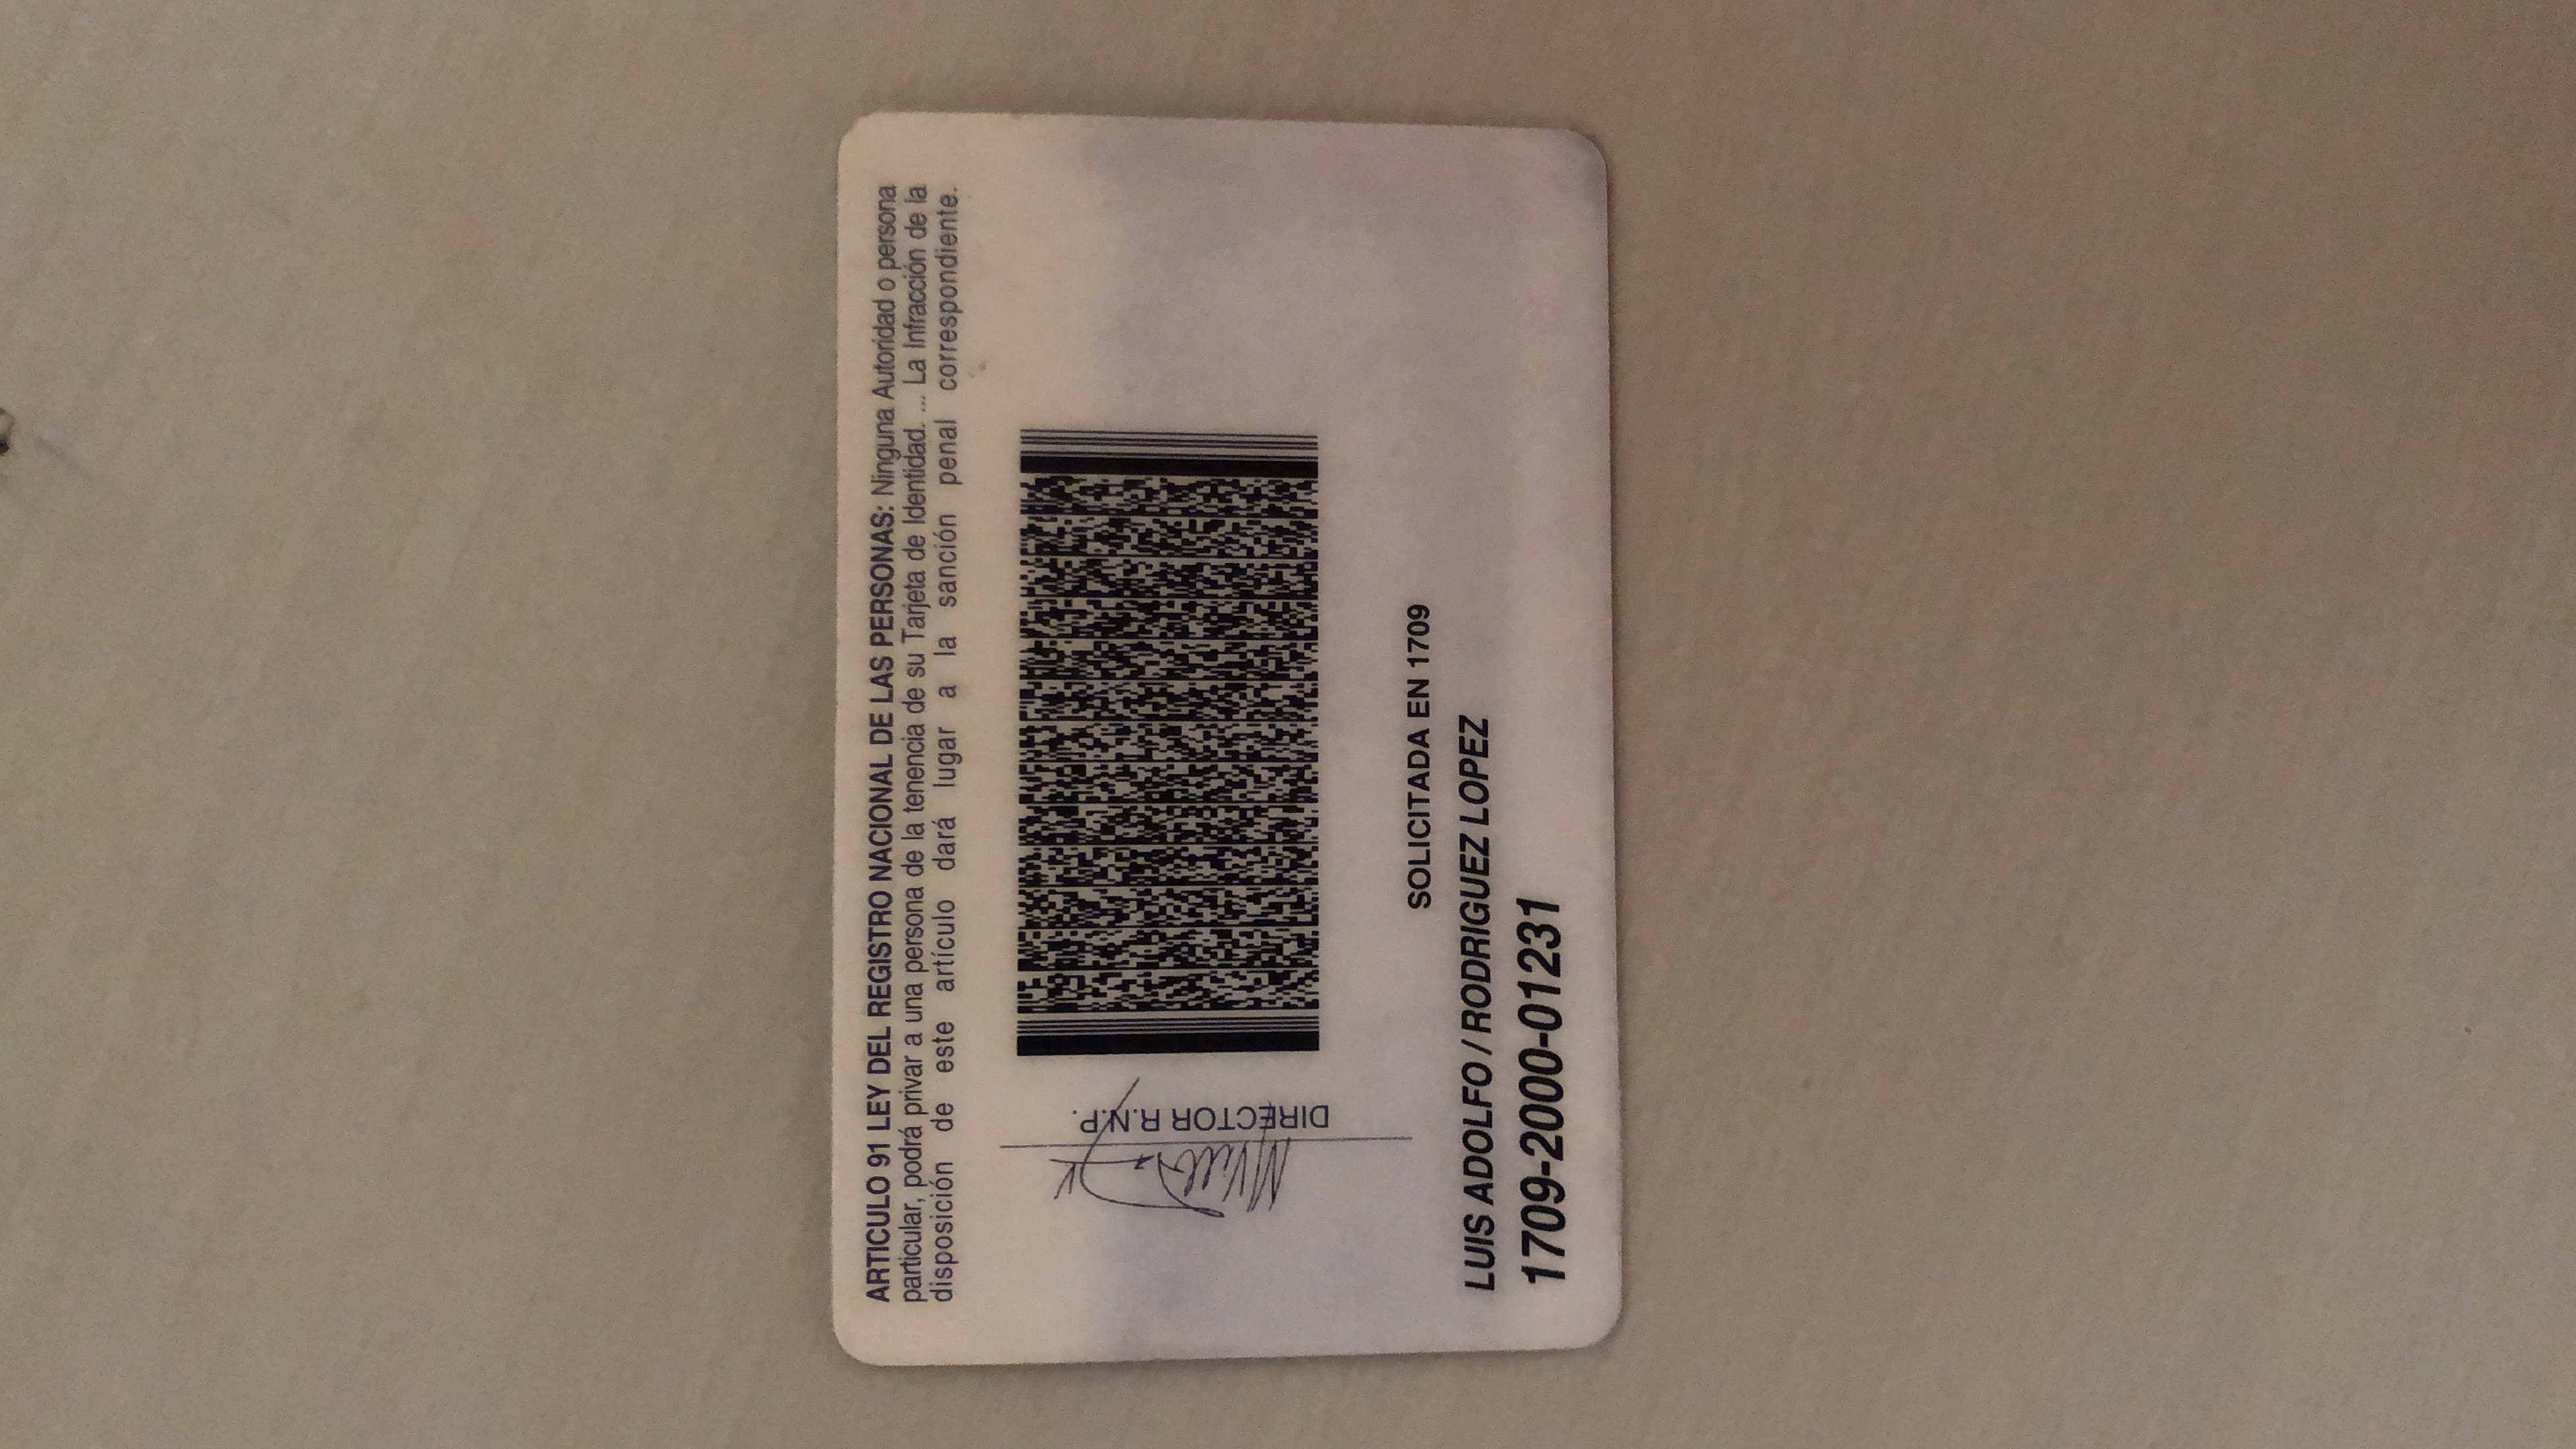 ARTICULO 91 LEY DEL REGISTRO NACIONAL DE LAS PERSONAS: Ninguna Autoridad o persona
particular, podrá privar a una persona de la tenencia de su Tarjeta de Identidad. ... La Infracción de la
disposición de este artículo dará lugar a la sanción penal correspondiente.
DIRECTOR R.N.P.
SOLICITADA EN 1709
LUIS ADOLFO / RODRIGUEZ LOPEZ
1709-2000-01231